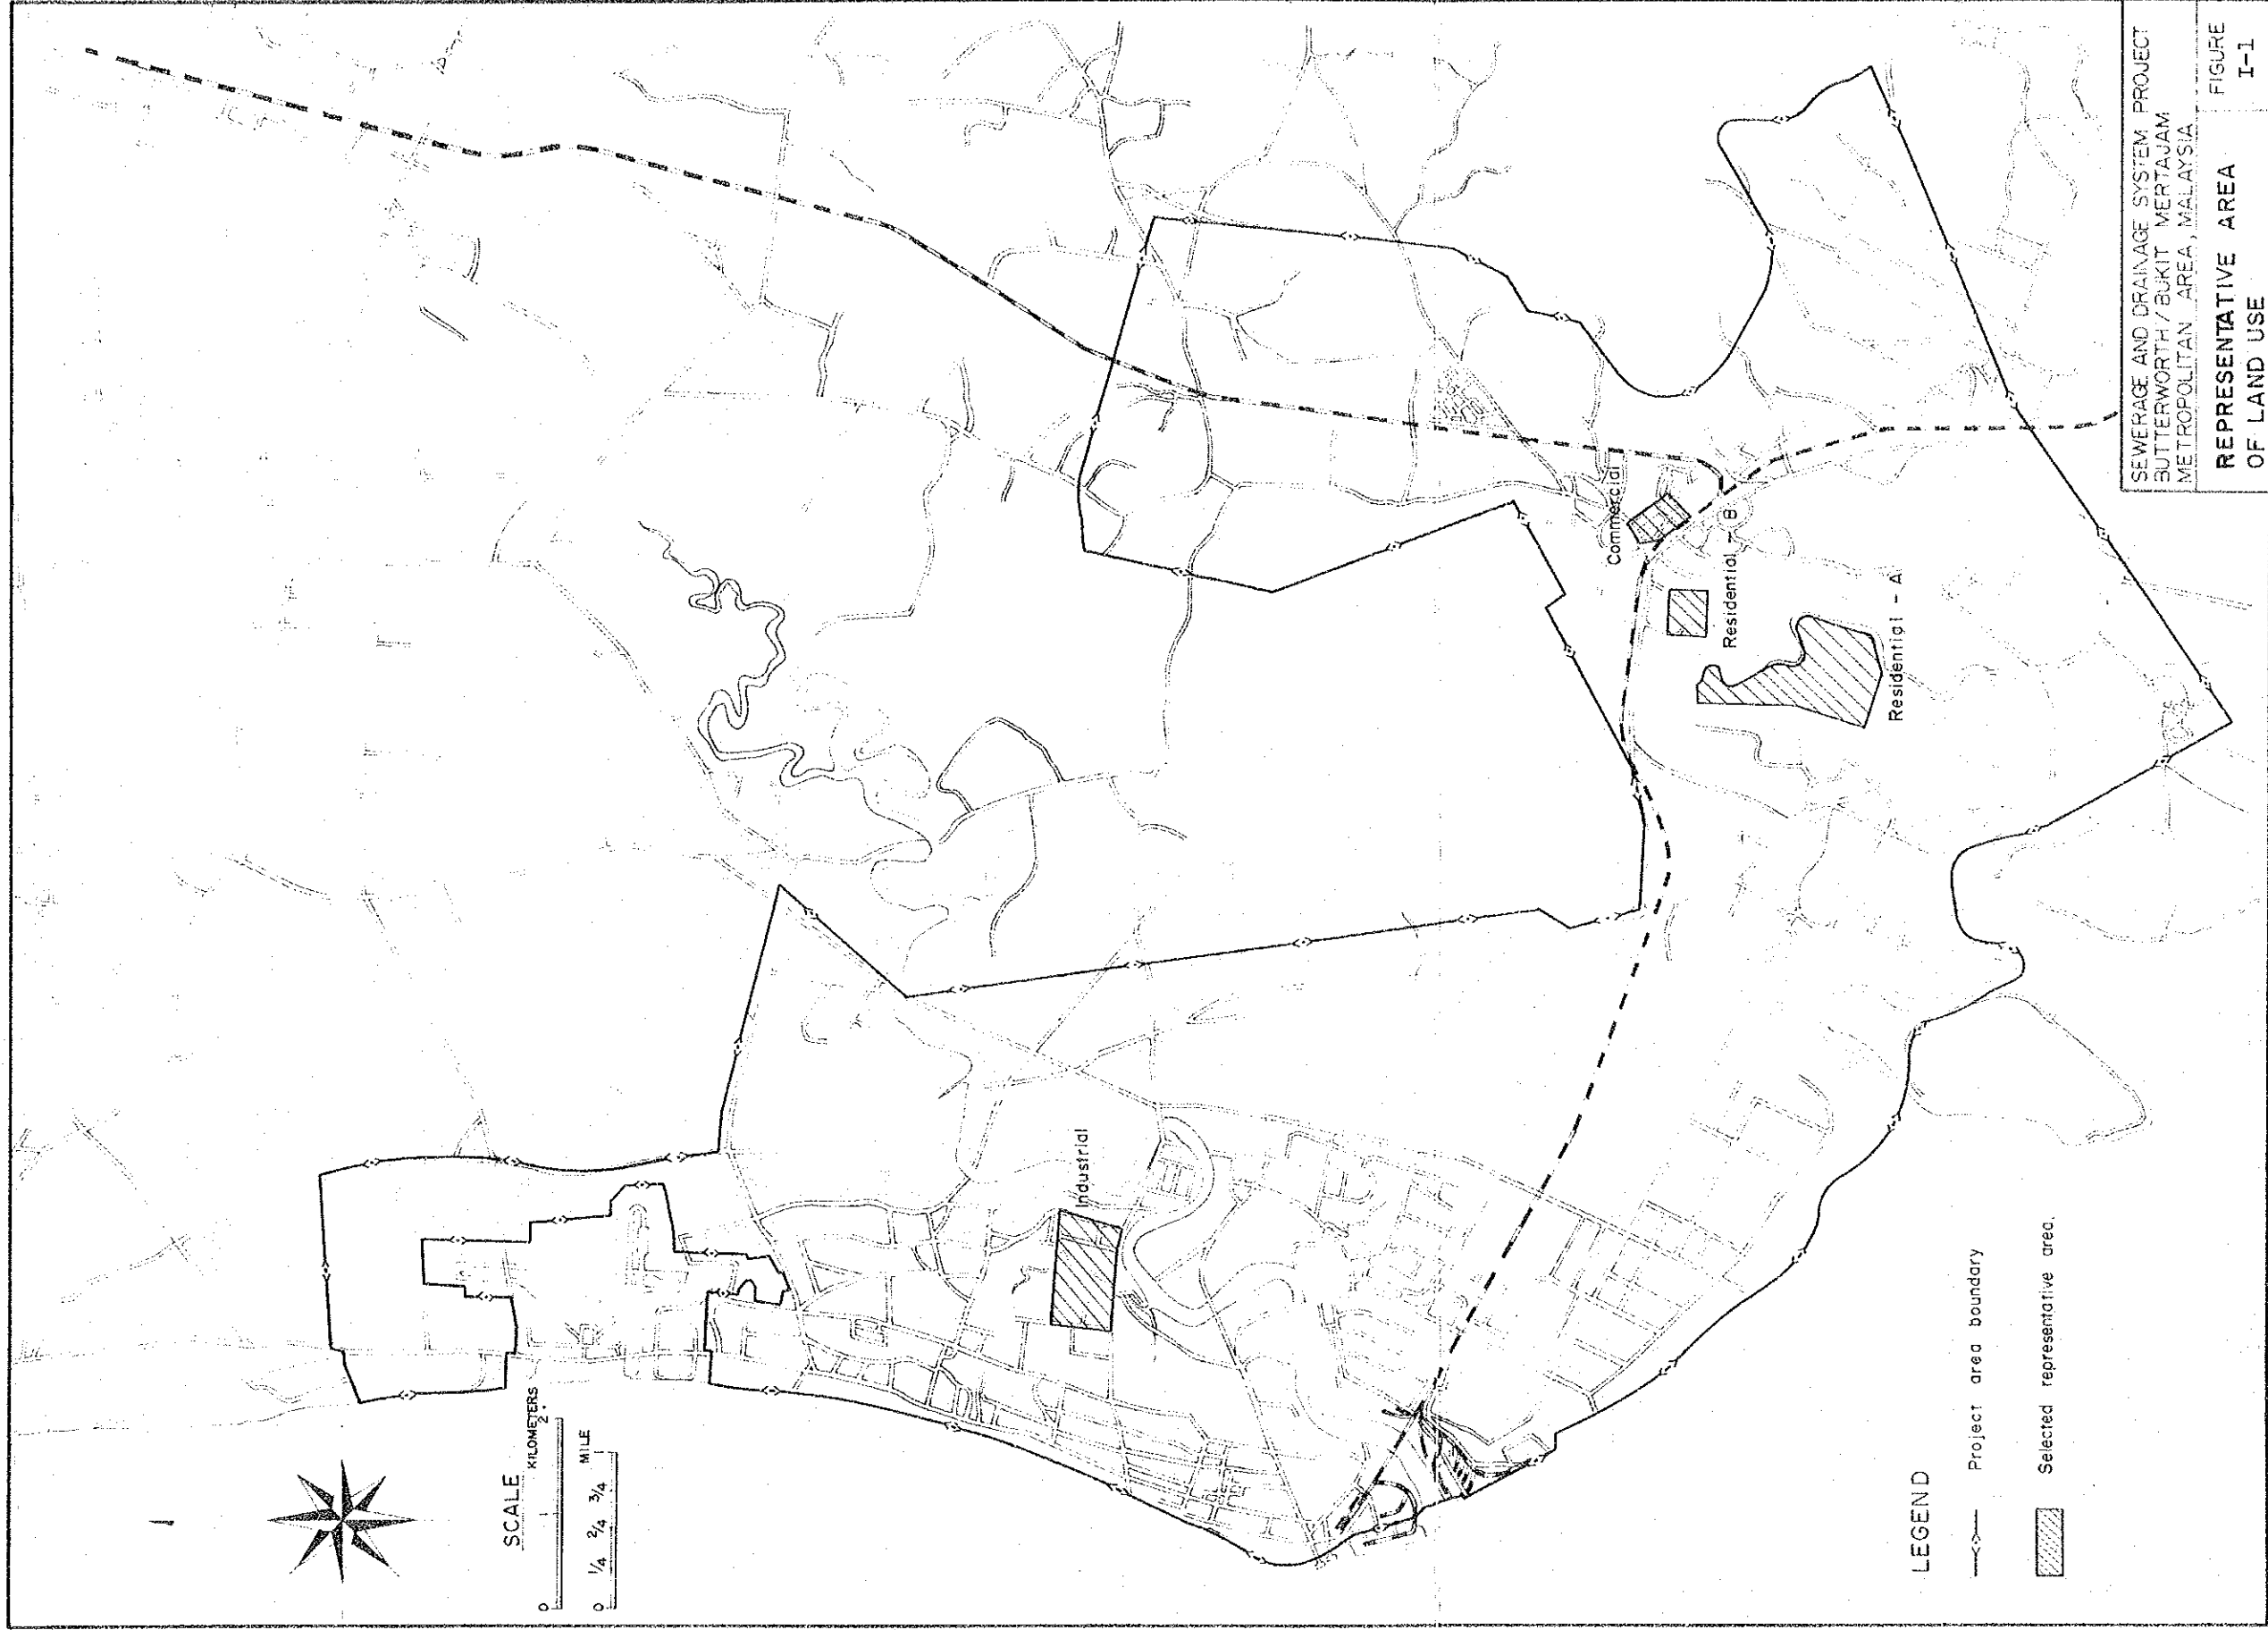 SEWERAGE AND DRAINAGE SYSTEM PROJECT
BUTTERWORTH / BUKIT MERTAJAM
METROPOLITAN AREA, MALAYSIA
REPRESENTATIVE AREA
OF LAND USE
FIGURE
I-1
SCALE
KILOMETERS
0 1 2
MILE
0 1/4 2/4 3/4 1
Industrial
Commercial
Residential - B
Residential - A
LEGEND
Project area boundary
Selected representative area.